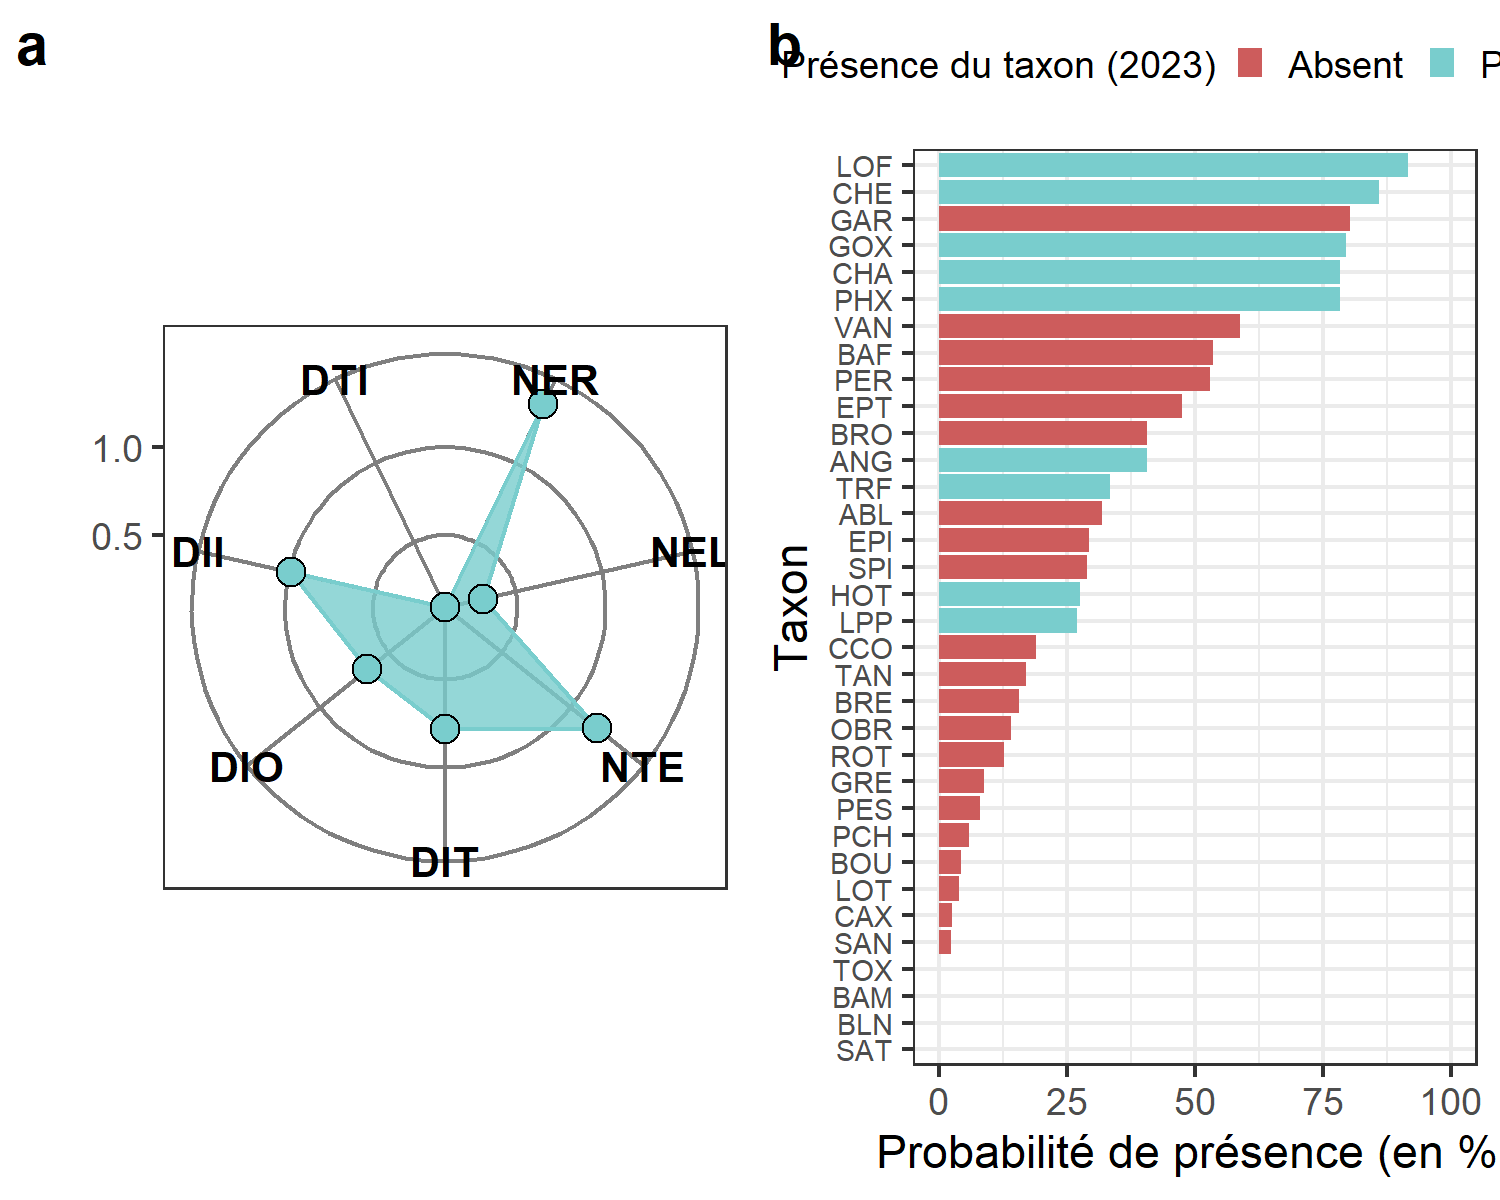 a
DTI
NER
1.0
0.5
DII
NEL
DIO
NTE
DIT
b
Présence du taxon (2023) Absent P
LOF
CHE
GAR
GOX
CHA
PHX
VAN
BAF
PER
EPT
BRO
ANG
TRF
ABL
EPI
SPI
HOT
LPP
CCO
TAN
BRE
OBR
ROT
GRE
PES
PCH
BOU
LOT
CAX
SAN
TOX
BAM
BLN
SAT
Taxon
0 25 50 75 100
Probabilité de présence (en %